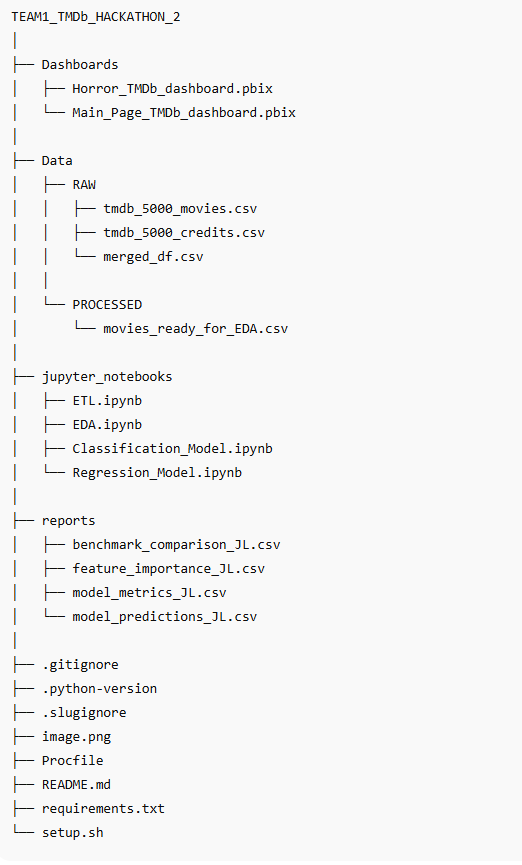 TEAM1_TMDb_HACKATHON_2
│
├── Dashboards
│   ├── Horror_TMDb_dashboard.pbix
│   └── Main_Page_TMDb_dashboard.pbix
│
├── Data
│   ├── RAW
│   │   ├── tmdb_5000_movies.csv
│   │   ├── tmdb_5000_credits.csv
│   │   └── merged_df.csv
│   │
│   └── PROCESSED
│       └── movies_ready_for_EDA.csv
│
├── jupyter_notebooks
│   ├── ETL.ipynb
│   ├── EDA.ipynb
│   ├── Classification_Model.ipynb
│   └── Regression_Model.ipynb
│
├── reports
│   ├── benchmark_comparison_JL.csv
│   ├── feature_importance_JL.csv
│   ├── model_metrics_JL.csv
│   └── model_predictions_JL.csv
│
├── .gitignore
├── .python-version
├── .slugignore
├── image.png
├── Procfile
├── README.md
├── requirements.txt
└── setup.sh